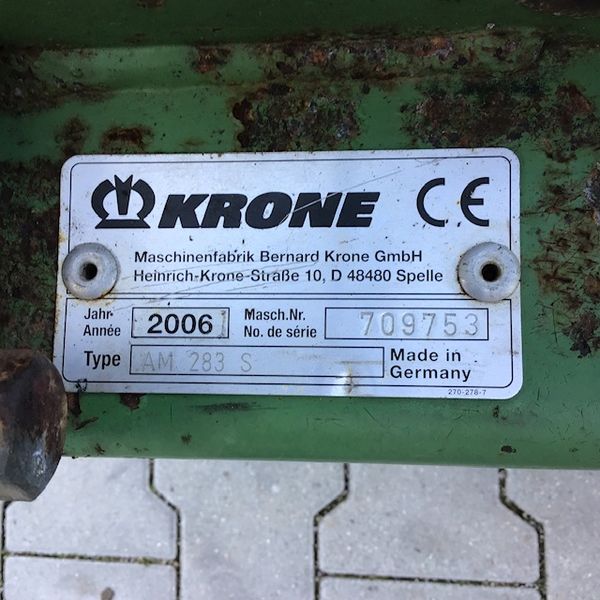 KRONE CE
Maschinenfabrik Bernard Krone GmbH
Heinrich-Krone-Straße 10, D 48480 Spelle
Jahr Année 2006 Masch.Nr. No. de série 709753
Type AM 283 S Made in Germany
270-278-7